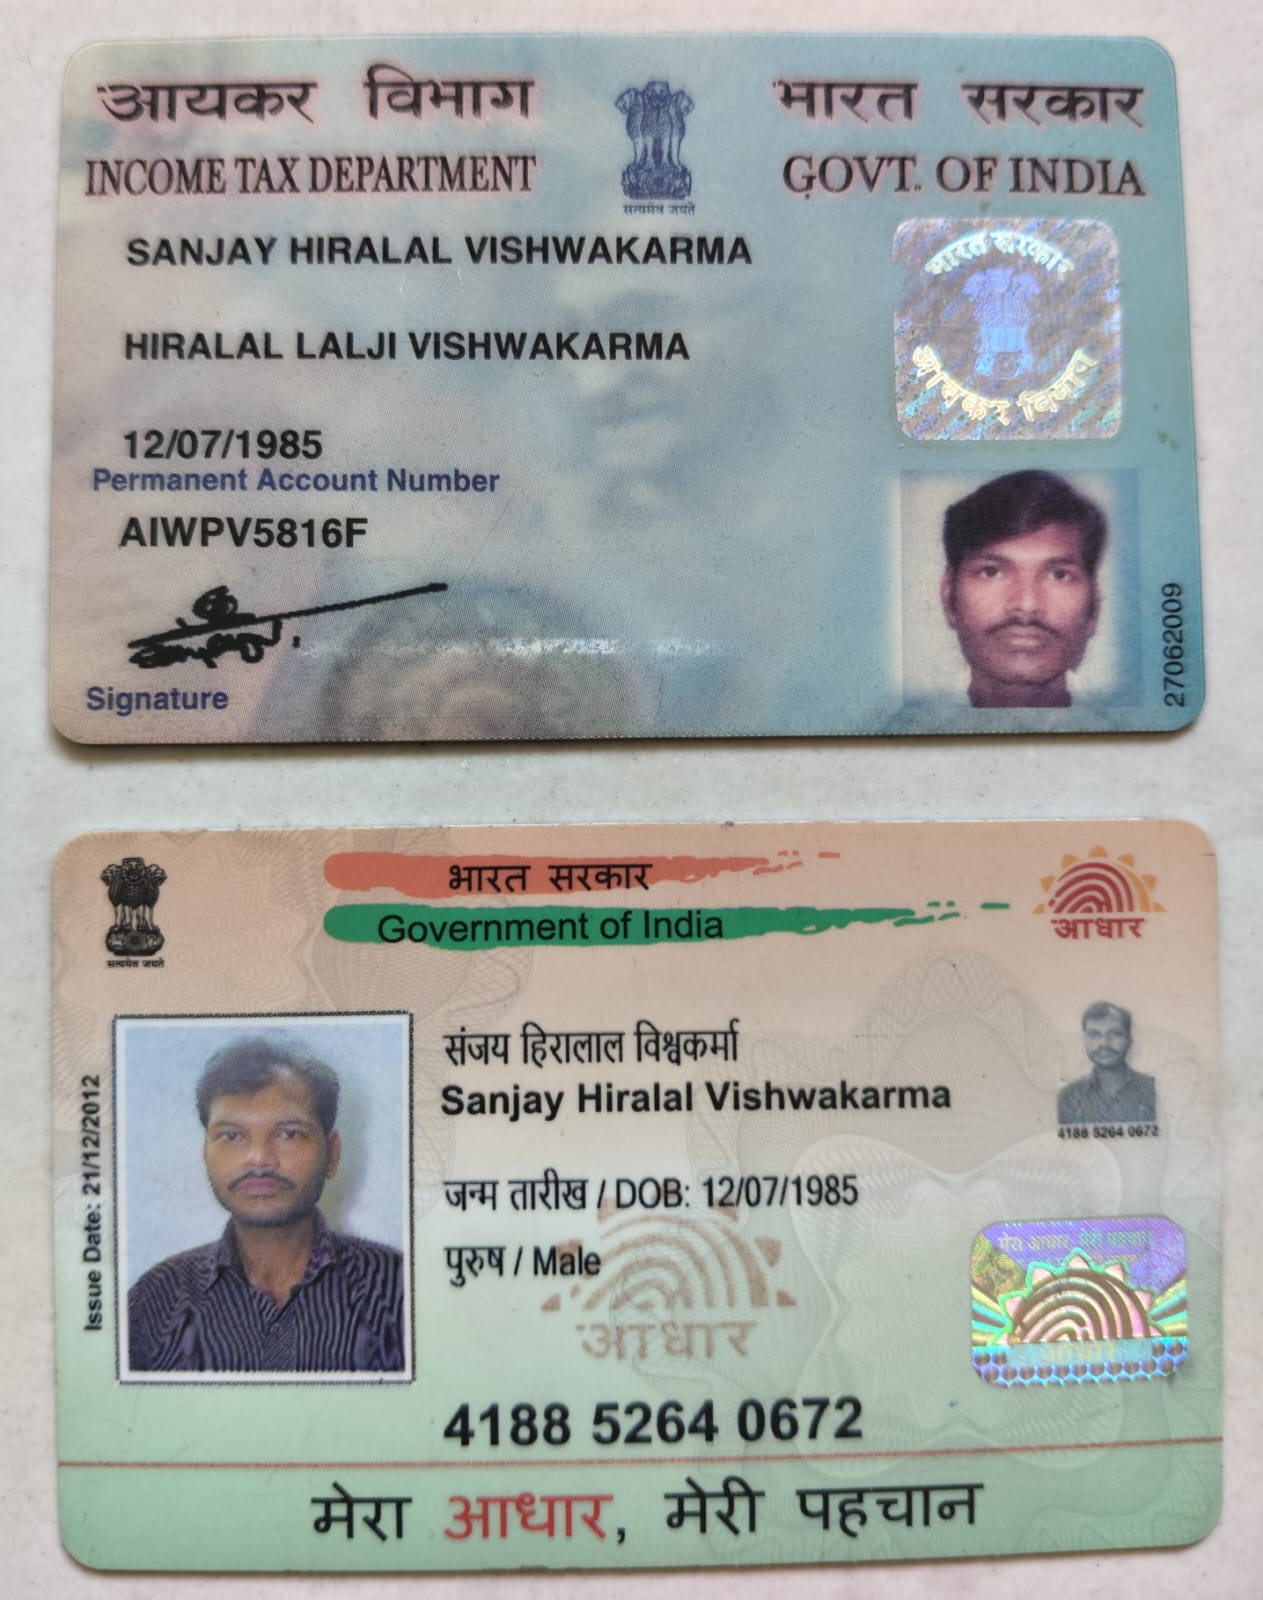 आयकर विभाग
INCOME TAX DEPARTMENT
सत्यमेव जयते
भारत सरकार
GOVT. OF INDIA
SANJAY HIRALAL VISHWAKARMA
HIRALAL LALJI VISHWAKARMA
12/07/1985
Permanent Account Number
AIWPV5816F
Signature
भारत सरकार
आयकर विभाग
27062009
सत्यमेव जयते
भारत सरकार
Government of India
आधार
Issue Date: 21/12/2012
संजय हिरालाल विश्वकर्मा
Sanjay Hiralal Vishwakarma
जन्म तारीख / DOB: 12/07/1985
पुरुष / Male
आधार
4188 5264 0672
मेरा आधार, मेरी पहचान
आधार
4188 5264 0672
मेरा आधार, मेरी पहचान